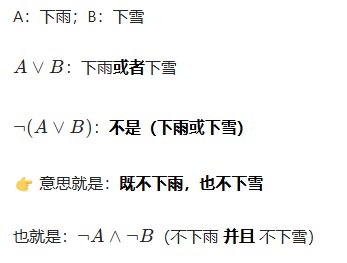 A：下雨；B：下雪
A ∨ B：下雨或者下雪
¬(A ∨ B)：不是（下雨或下雪）
👉 意思就是：既不下雨，也不下雪
也就是：¬A ∧ ¬B（不下雨 并且 不下雪）